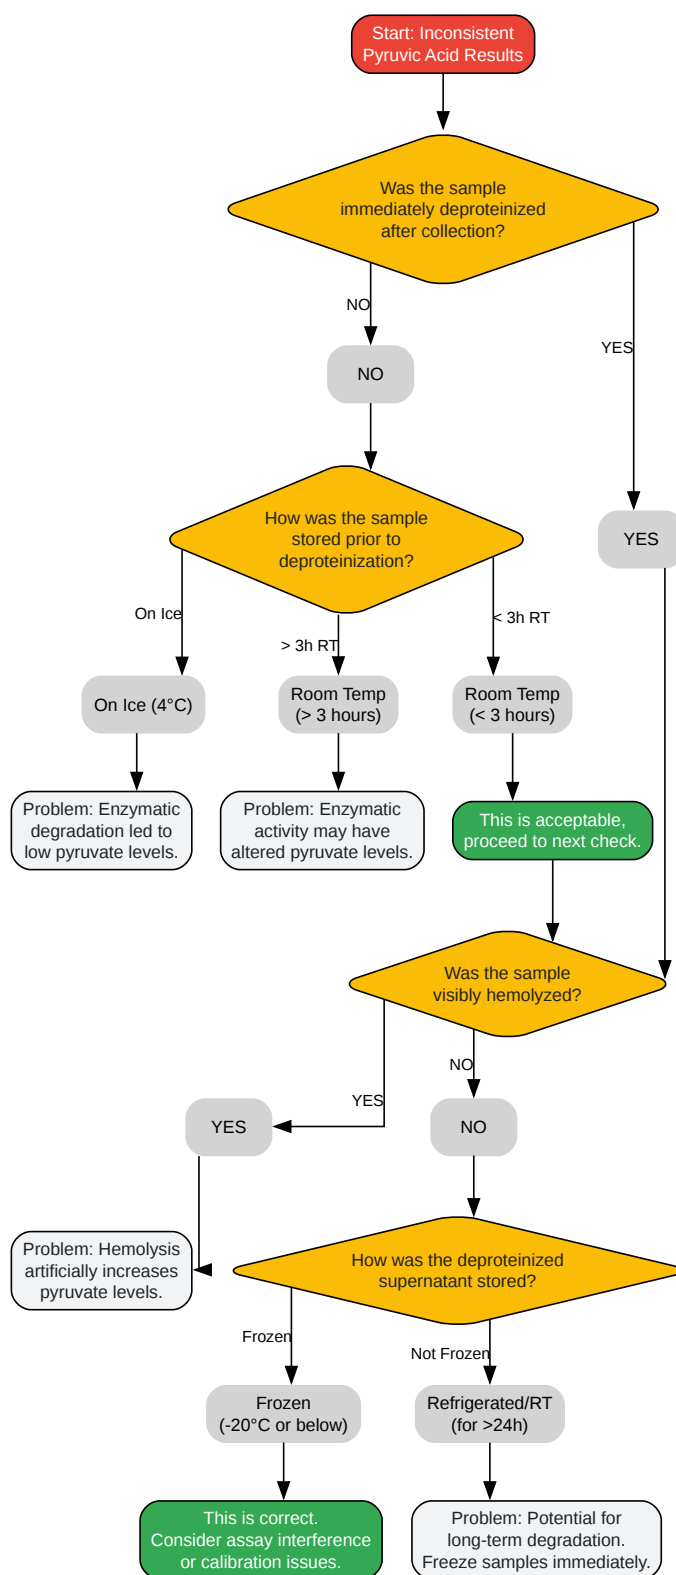 Start: Inconsistent
Pyruvic Acid Results
Was the sample
immediately deproteinized
after collection?
NO
YES
NO
How was the sample
stored prior to
deproteinization?
YES
On Ice
> 3h RT
< 3h RT
On Ice (4°C)
Room Temp
(> 3 hours)
Room Temp
(< 3 hours)
Problem: Enzymatic
degradation led to
low pyruvate levels.
Problem: Enzymatic
activity may have
altered pyruvate levels.
This is acceptable,
proceed to next check.
Was the sample
visibly hemolyzed?
NO
YES
YES
NO
Problem: Hemolysis
artificially increases
pyruvate levels.
How was the deproteinized
supernatant stored?
Frozen
Not Frozen
Frozen
(-20°C or below)
Refrigerated/RT
(for >24h)
This is correct.
Consider assay interference
or calibration issues.
Problem: Potential for
long-term degradation.
Freeze samples immediately.